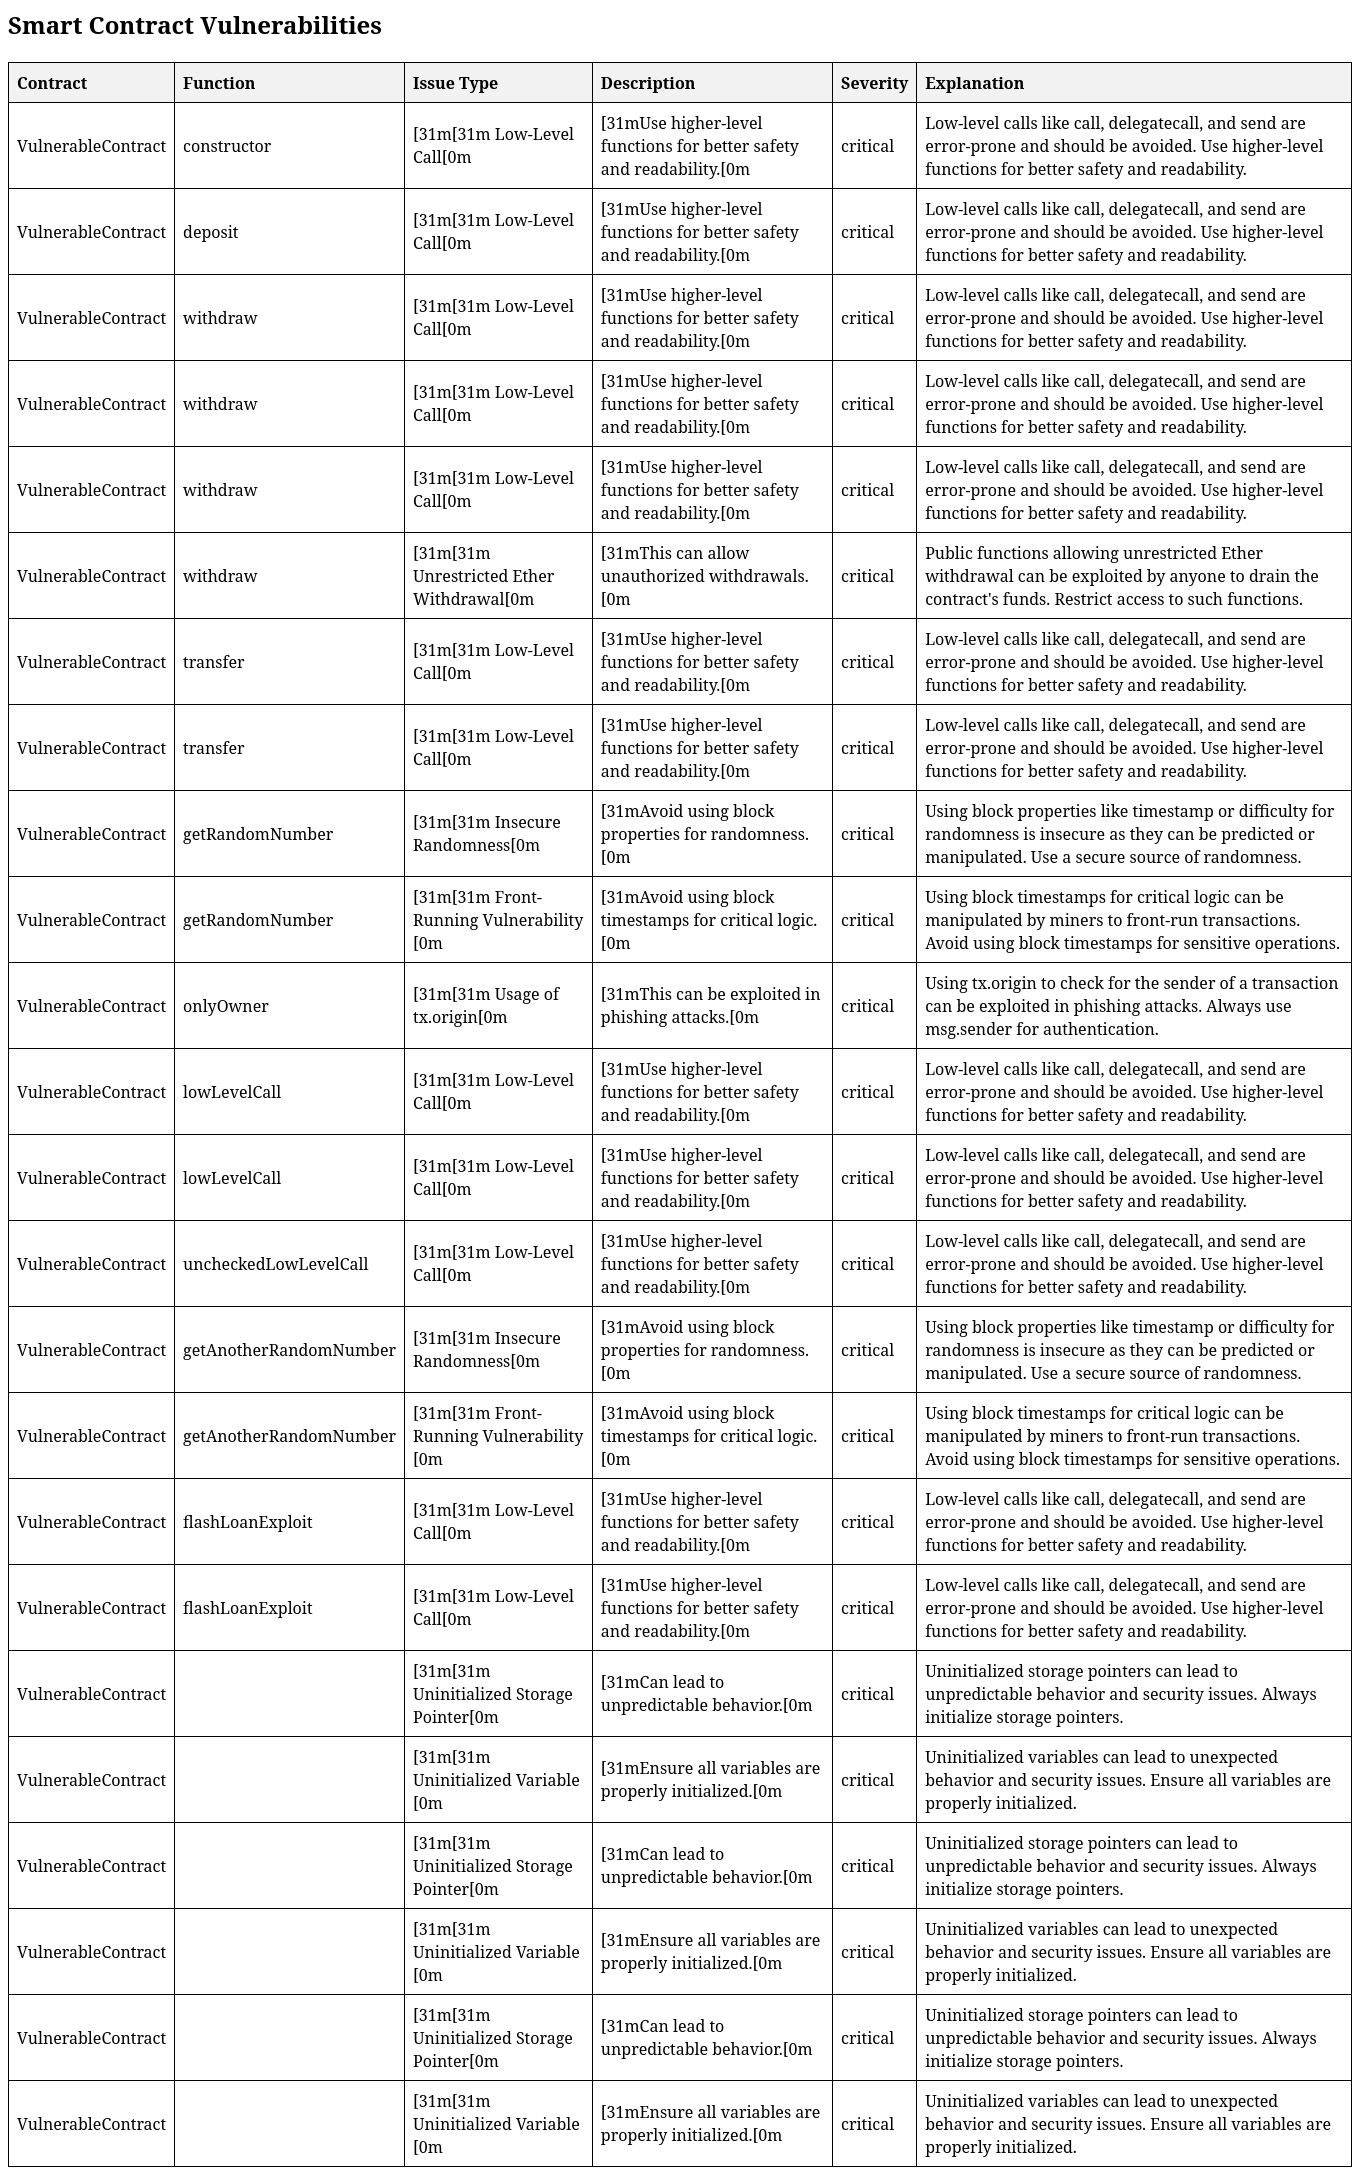 Smart Contract Vulnerabilities
Contract Function Issue Type Description Severity Explanation
VulnerableContract constructor [31m[31m Low-Level Call[0m [31mUse higher-level functions for better safety and readability.[0m critical Low-level calls like call, delegatecall, and send are error-prone and should be avoided. Use higher-level functions for better safety and readability.
VulnerableContract deposit [31m[31m Low-Level Call[0m [31mUse higher-level functions for better safety and readability.[0m critical Low-level calls like call, delegatecall, and send are error-prone and should be avoided. Use higher-level functions for better safety and readability.
VulnerableContract withdraw [31m[31m Low-Level Call[0m [31mUse higher-level functions for better safety and readability.[0m critical Low-level calls like call, delegatecall, and send are error-prone and should be avoided. Use higher-level functions for better safety and readability.
VulnerableContract withdraw [31m[31m Low-Level Call[0m [31mUse higher-level functions for better safety and readability.[0m critical Low-level calls like call, delegatecall, and send are error-prone and should be avoided. Use higher-level functions for better safety and readability.
VulnerableContract withdraw [31m[31m Low-Level Call[0m [31mUse higher-level functions for better safety and readability.[0m critical Low-level calls like call, delegatecall, and send are error-prone and should be avoided. Use higher-level functions for better safety and readability.
VulnerableContract withdraw [31m[31m Unrestricted Ether Withdrawal[0m [31mThis can allow unauthorized withdrawals.[0m critical Public functions allowing unrestricted Ether withdrawal can be exploited by anyone to drain the contract's funds. Restrict access to such functions.
VulnerableContract transfer [31m[31m Low-Level Call[0m [31mUse higher-level functions for better safety and readability.[0m critical Low-level calls like call, delegatecall, and send are error-prone and should be avoided. Use higher-level functions for better safety and readability.
VulnerableContract transfer [31m[31m Low-Level Call[0m [31mUse higher-level functions for better safety and readability.[0m critical Low-level calls like call, delegatecall, and send are error-prone and should be avoided. Use higher-level functions for better safety and readability.
VulnerableContract getRandomNumber [31m[31m Insecure Randomness[0m [31mAvoid using block properties for randomness.[0m critical Using block properties like timestamp or difficulty for randomness is insecure as they can be predicted or manipulated. Use a secure source of randomness.
VulnerableContract getRandomNumber [31m[31m Front-Running Vulnerability[0m [31mAvoid using block timestamps for critical logic.[0m critical Using block timestamps for critical logic can be manipulated by miners to front-run transactions. Avoid using block timestamps for sensitive operations.
VulnerableContract onlyOwner [31m[31m Usage of tx.origin[0m [31mThis can be exploited in phishing attacks.[0m critical Using tx.origin to check for the sender of a transaction can be exploited in phishing attacks. Always use msg.sender for authentication.
VulnerableContract lowLevelCall [31m[31m Low-Level Call[0m [31mUse higher-level functions for better safety and readability.[0m critical Low-level calls like call, delegatecall, and send are error-prone and should be avoided. Use higher-level functions for better safety and readability.
VulnerableContract lowLevelCall [31m[31m Low-Level Call[0m [31mUse higher-level functions for better safety and readability.[0m critical Low-level calls like call, delegatecall, and send are error-prone and should be avoided. Use higher-level functions for better safety and readability.
VulnerableContract uncheckedLowLevelCall [31m[31m Low-Level Call[0m [31mUse higher-level functions for better safety and readability.[0m critical Low-level calls like call, delegatecall, and send are error-prone and should be avoided. Use higher-level functions for better safety and readability.
VulnerableContract getAnotherRandomNumber [31m[31m Insecure Randomness[0m [31mAvoid using block properties for randomness.[0m critical Using block properties like timestamp or difficulty for randomness is insecure as they can be predicted or manipulated. Use a secure source of randomness.
VulnerableContract getAnotherRandomNumber [31m[31m Front-Running Vulnerability[0m [31mAvoid using block timestamps for critical logic.[0m critical Using block timestamps for critical logic can be manipulated by miners to front-run transactions. Avoid using block timestamps for sensitive operations.
VulnerableContract flashLoanExploit [31m[31m Low-Level Call[0m [31mUse higher-level functions for better safety and readability.[0m critical Low-level calls like call, delegatecall, and send are error-prone and should be avoided. Use higher-level functions for better safety and readability.
VulnerableContract flashLoanExploit [31m[31m Low-Level Call[0m [31mUse higher-level functions for better safety and readability.[0m critical Low-level calls like call, delegatecall, and send are error-prone and should be avoided. Use higher-level functions for better safety and readability.
VulnerableContract [31m[31m Uninitialized Storage Pointer[0m [31mCan lead to unpredictable behavior.[0m critical Uninitialized storage pointers can lead to unpredictable behavior and security issues. Always initialize storage pointers.
VulnerableContract [31m[31m Uninitialized Variable[0m [31mEnsure all variables are properly initialized.[0m critical Uninitialized variables can lead to unexpected behavior and security issues. Ensure all variables are properly initialized.
VulnerableContract [31m[31m Uninitialized Storage Pointer[0m [31mCan lead to unpredictable behavior.[0m critical Uninitialized storage pointers can lead to unpredictable behavior and security issues. Always initialize storage pointers.
VulnerableContract [31m[31m Uninitialized Variable[0m [31mEnsure all variables are properly initialized.[0m critical Uninitialized variables can lead to unexpected behavior and security issues. Ensure all variables are properly initialized.
VulnerableContract [31m[31m Uninitialized Storage Pointer[0m [31mCan lead to unpredictable behavior.[0m critical Uninitialized storage pointers can lead to unpredictable behavior and security issues. Always initialize storage pointers.
VulnerableContract [31m[31m Uninitialized Variable[0m [31mEnsure all variables are properly initialized.[0m critical Uninitialized variables can lead to unexpected behavior and security issues. Ensure all variables are properly initialized.